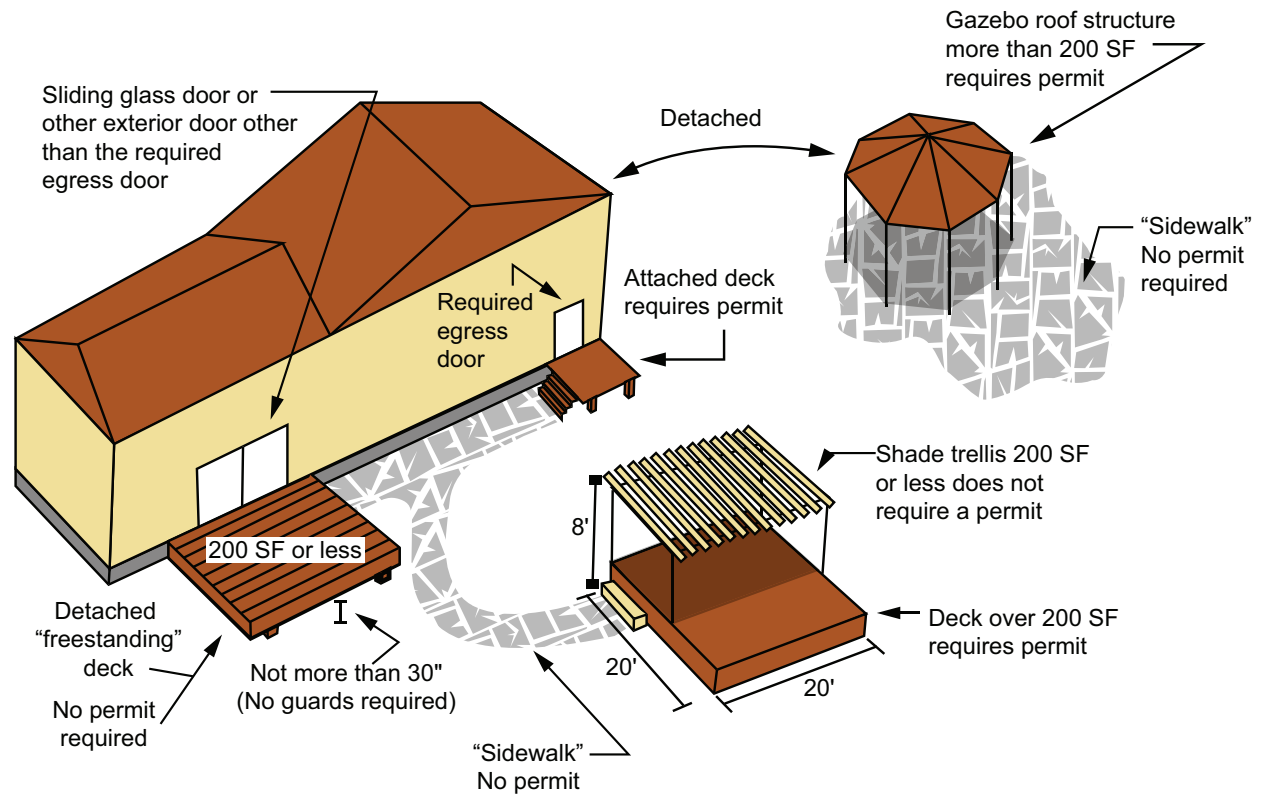 Gazebo roof structure
more than 200 SF
requires permit
Sliding glass door or
other exterior door other
than the required
egress door
Detached
“Sidewalk”
No permit
required
Attached deck
requires permit
Required
egress
door
Shade trellis 200 SF
or less does not
require a permit
8'
200 SF or less
Detached
“freestanding”
deck
No permit
required
Not more than 30"
(No guards required)
Deck over 200 SF
requires permit
20'
20'
“Sidewalk”
No permit